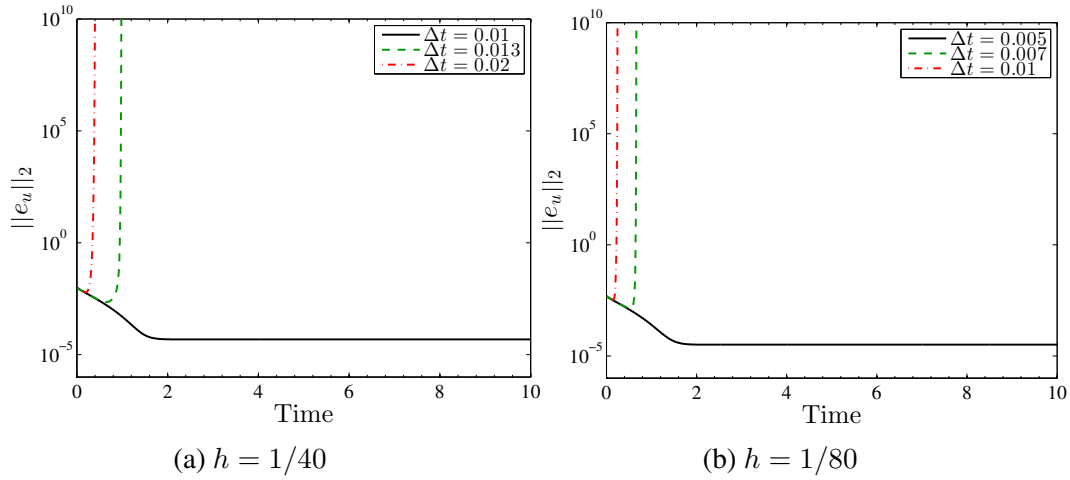 10^10
10^5
10^0
10^-5
||e_u||_2
Δt = 0.01
Δt = 0.013
Δt = 0.02
0 2 4 6 8 10
Time
(a) h = 1/40
10^10
10^5
10^0
10^-5
||e_u||_2
Δt = 0.005
Δt = 0.007
Δt = 0.01
0 2 4 6 8 10
Time
(b) h = 1/80